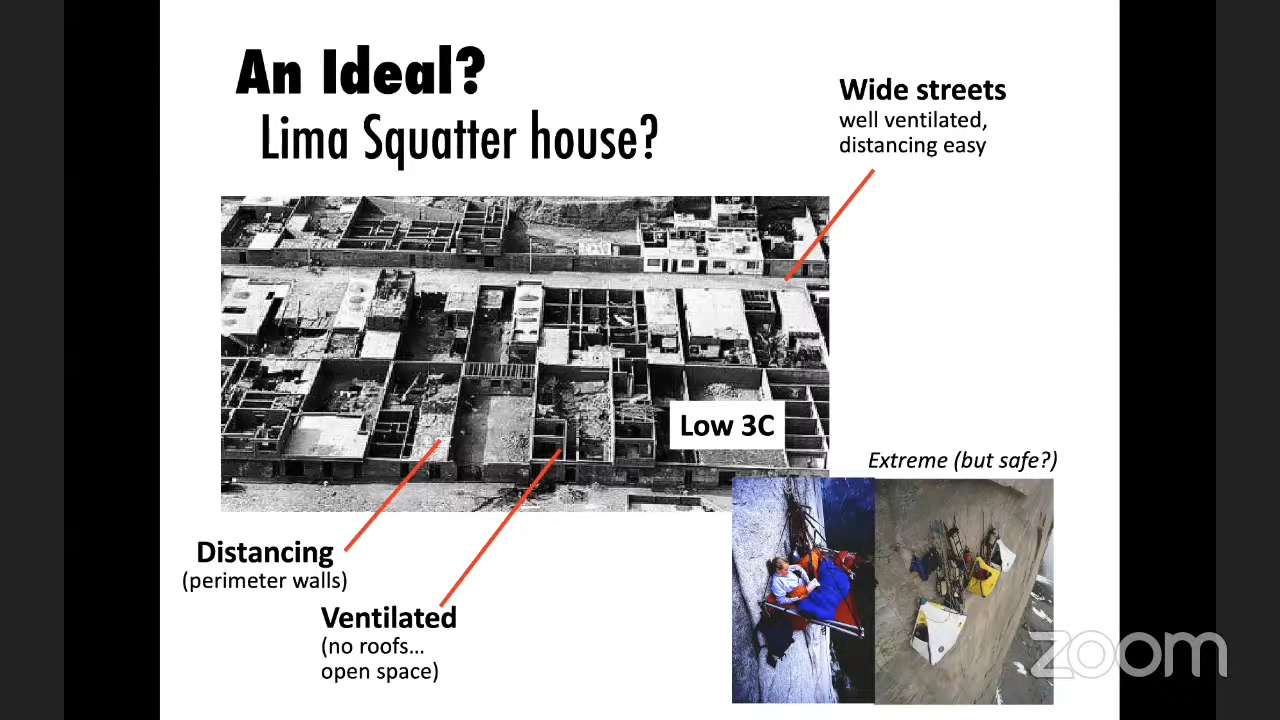 An Ideal?
Lima Squatter house?
Wide streets
well ventilated,
distancing easy
Low 3C
Extreme (but safe?)
Distancing
(perimeter walls)
Ventilated
(no roofs...
open space)
zoom